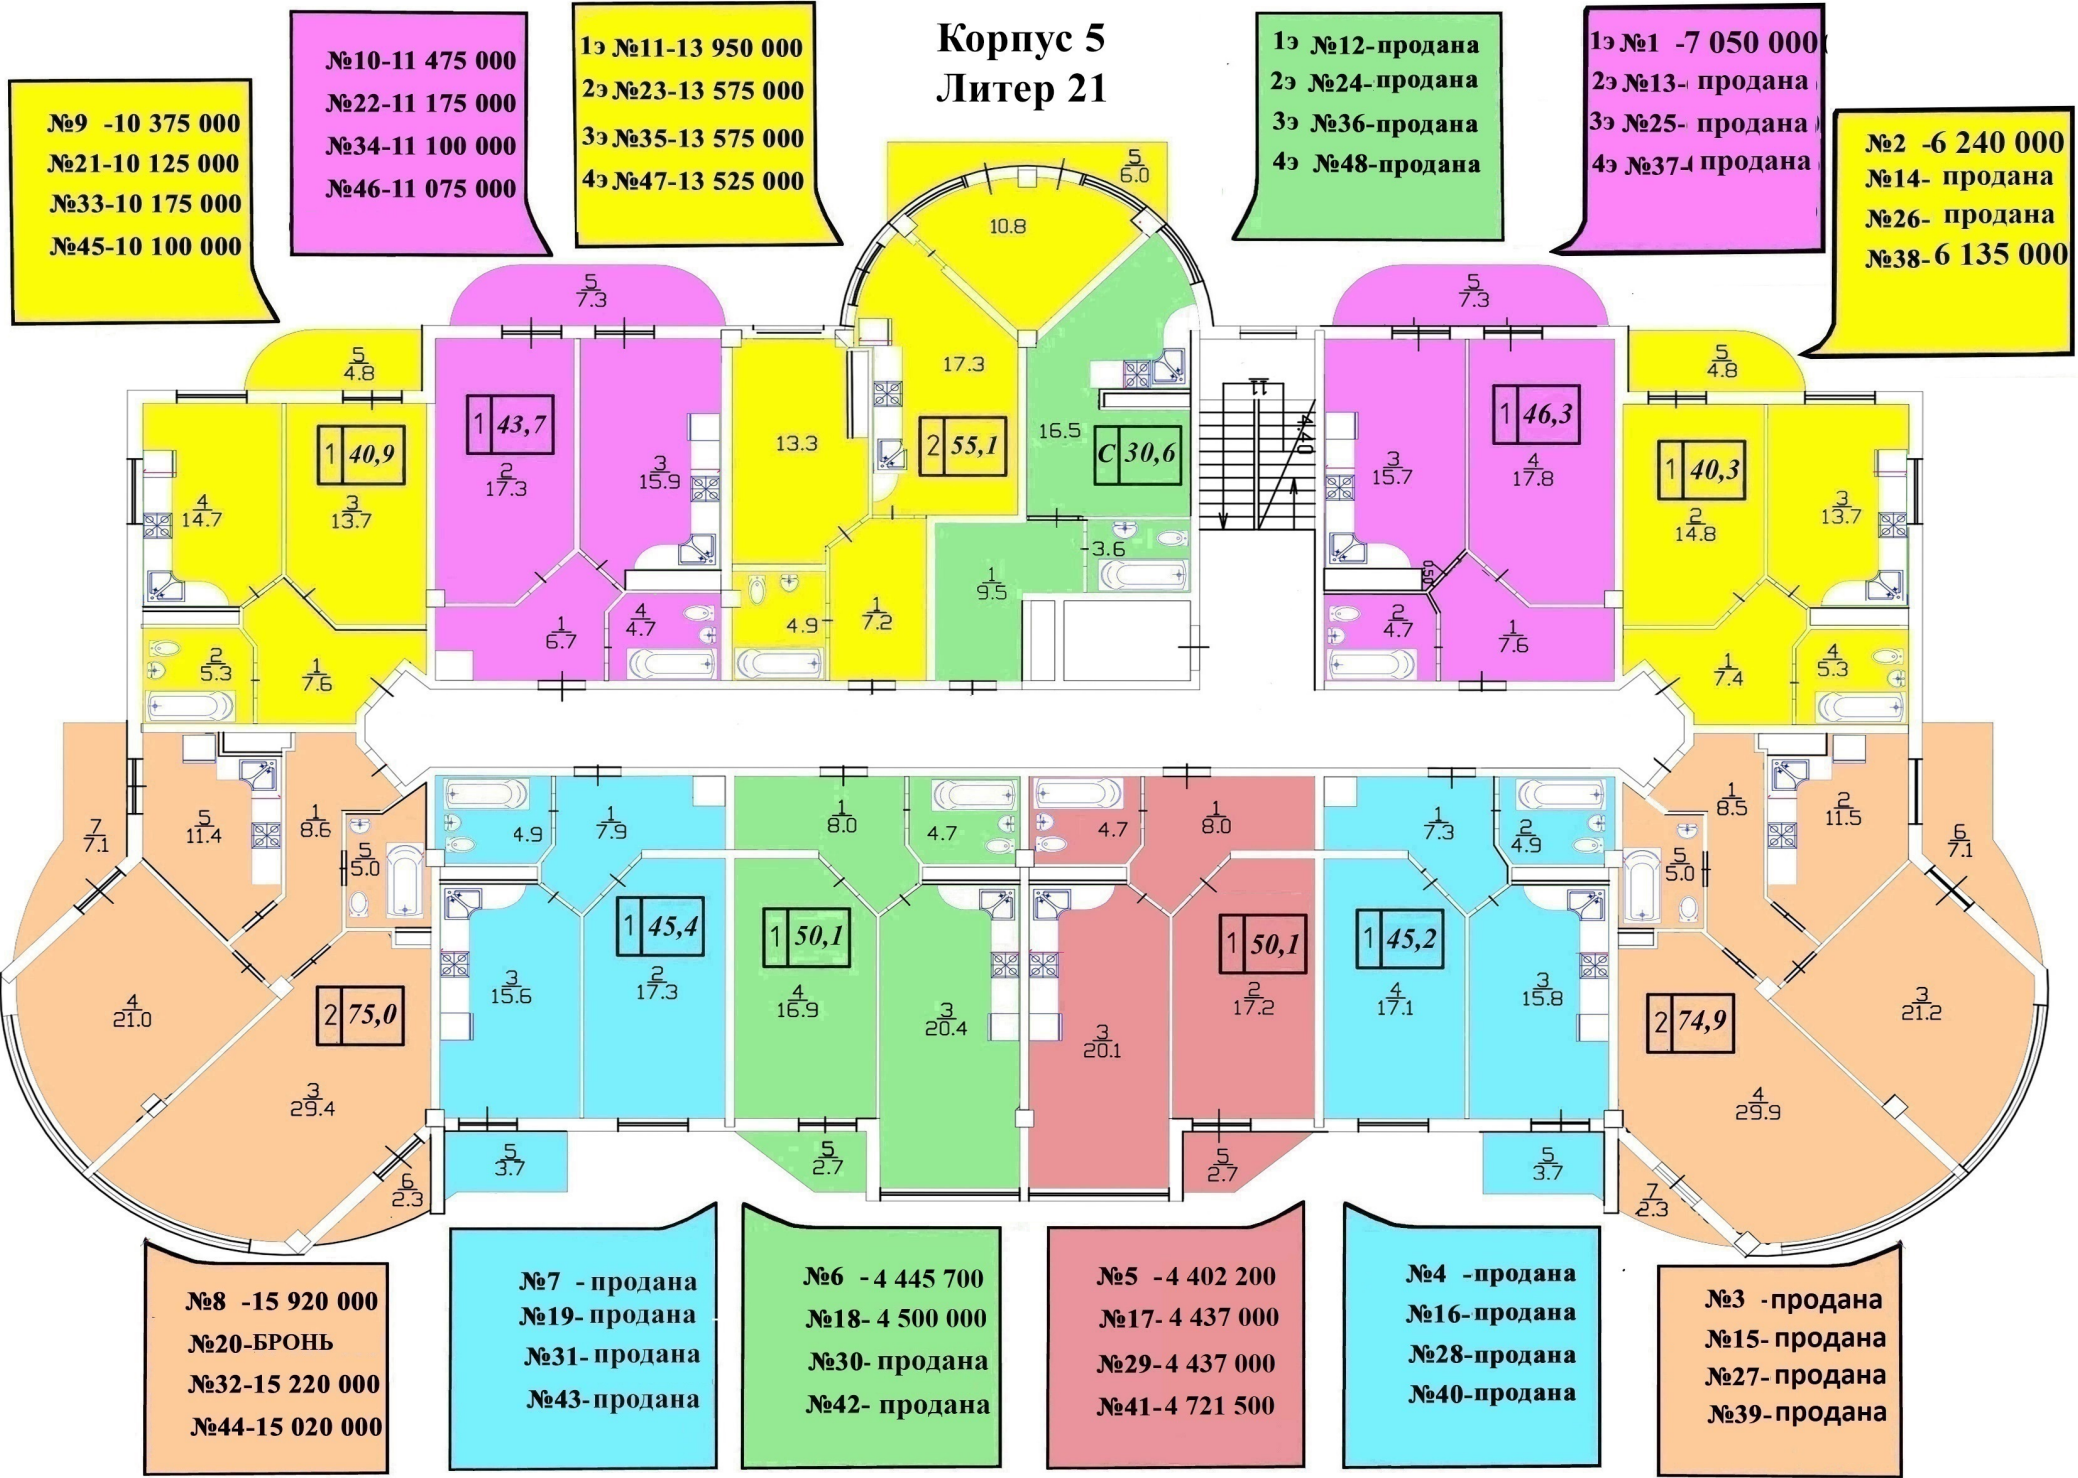 Корпус 5
Литер 21
№9 -10 375 000
№21-10 125 000
№33-10 175 000
№45-10 100 000
№10-11 475 000
№22-11 175 000
№34-11 100 000
№46-11 075 000
1э №11-13 950 000
2э №23-13 575 000
3э №35-13 575 000
4э №47-13 525 000
1э №12-продана
2э №24-продана
3э №36-продана
4э №48-продана
1э №1 -7 050 000
2э №13- продана
3э №25- продана
4э №37- продана
№2 -6 240 000
№14- продана
№26- продана
№38-6 135 000
5
4.8
4
14.7
1 40,9
3
13.7
2
5.3
1
7.6
5
7.3
1 43,7
2
17.3
3
15.9
1
6.7
4
4.7
5
6.0
10.8
17.3
13.3
2 55,1
4.9
1
7.2
16.5
С 30,6
3.6
1
9.5
11
4.40
5
7.3
3
15.7
1 46,3
4
17.8
0.50
2
4.7
1
7.6
5
4.8
1 40,3
2
14.8
3
13.7
1
7.4
4
5.3
7
7.1
5
11.4
1
8.6
5
5.0
4
21.0
2 75,0
3
29.4
6
2.3
4.9
1
7.9
3
15.6
1 45,4
2
17.3
5
3.7
1
8.0
4.7
1 50,1
4
16.9
3
20.4
5
2.7
4.7
1
8.0
3
20.1
1 50,1
2
17.2
5
2.7
1
7.3
2
4.9
1 45,2
4
17.1
3
15.8
5
3.7
1
8.5
2
11.5
5
5.0
6
7.1
3
21.2
2 74,9
4
29.9
7
2.3
№8 -15 920 000
№20-БРОНЬ
№32-15 220 000
№44-15 020 000
№7 - продана
№19- продана
№31- продана
№43-продана
№6 -4 445 700
№18- 4 500 000
№30- продана
№42- продана
№5 -4 402 200
№17- 4 437 000
№29-4 437 000
№41-4 721 500
№4 -продана
№16-продана
№28-продана
№40-продана
№3 -продана
№15- продана
№27- продана
№39-продана